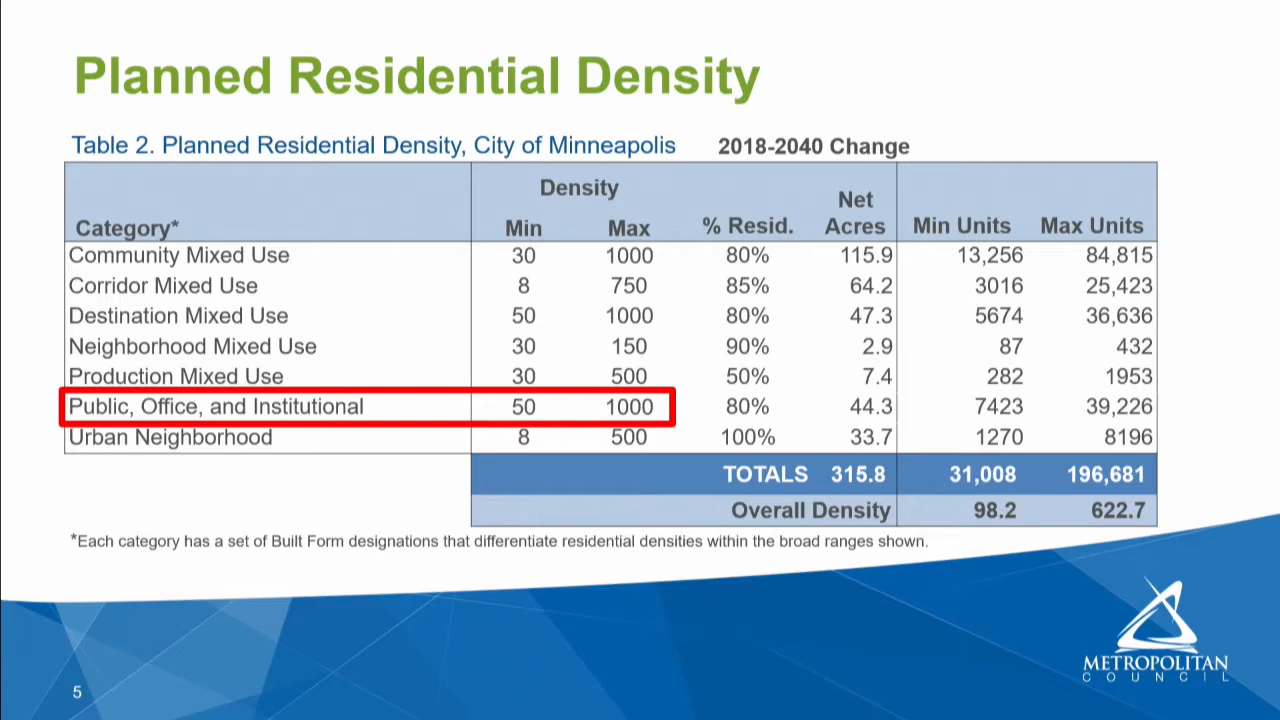 Planned Residential Density
Table 2. Planned Residential Density, City of Minneapolis 2018-2040 Change
Density Net
Category* Min Max % Resid. Acres Min Units Max Units
Community Mixed Use 30 1000 80% 115.9 13,256 84,815
Corridor Mixed Use 8 750 85% 64.2 3016 25,423
Destination Mixed Use 50 1000 80% 47.3 5674 36,636
Neighborhood Mixed Use 30 150 90% 2.9 87 432
Production Mixed Use 30 500 50% 7.4 282 1953
Public, Office, and Institutional 50 1000 80% 44.3 7423 39,226
Urban Neighborhood 8 500 100% 33.7 1270 8196
TOTALS 315.8 31,008 196,681
Overall Density 98.2 622.7
*Each category has a set of Built Form designations that differentiate residential densities within the broad ranges shown.
METROPOLITAN
COUNCIL
5